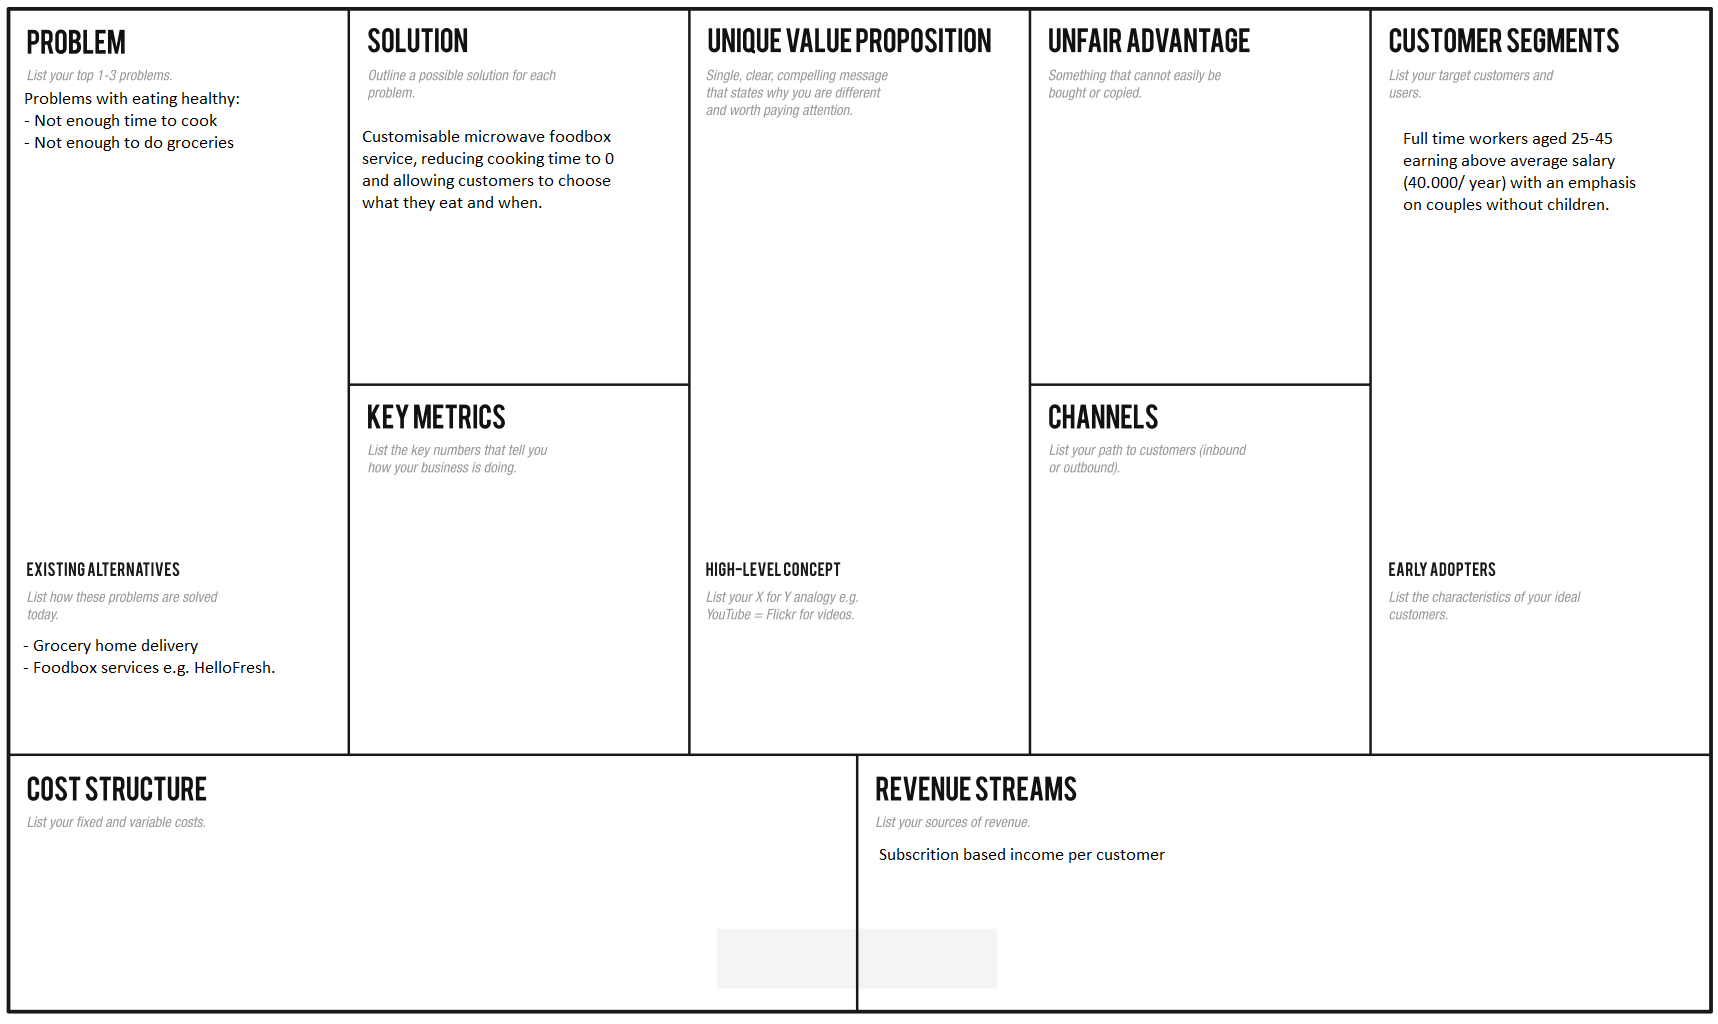 PROBLEM
List your top 1-3 problems.
Problems with eating healthy:
- Not enough time to cook
- Not enough to do groceries
EXISTING ALTERNATIVES
List how these problems are solved
today.
- Grocery home delivery
- Foodbox services e.g. HelloFresh.
SOLUTION
Outline a possible solution for each
problem.
Customisable microwave foodbox
service, reducing cooking time to 0
and allowing customers to choose
what they eat and when.
KEY METRICS
List the key numbers that tell you
how your business is doing.
UNIQUE VALUE PROPOSITION
Single, clear, compelling message
that states why you are different
and worth paying attention.
HIGH-LEVEL CONCEPT
List your X for Y analogy e.g.
YouTube = Flickr for videos.
UNFAIR ADVANTAGE
Something that cannot easily be
bought or copied.
CHANNELS
List your path to customers (inbound
or outbound).
CUSTOMER SEGMENTS
List your target customers and
users.
Full time workers aged 25-45
earning above average salary
(40.000/ year) with an emphasis
on couples without children.
EARLY ADOPTERS
List the characteristics of your ideal
customers.
COST STRUCTURE
List your fixed and variable costs.
REVENUE STREAMS
List your sources of revenue.
Subscrition based income per customer